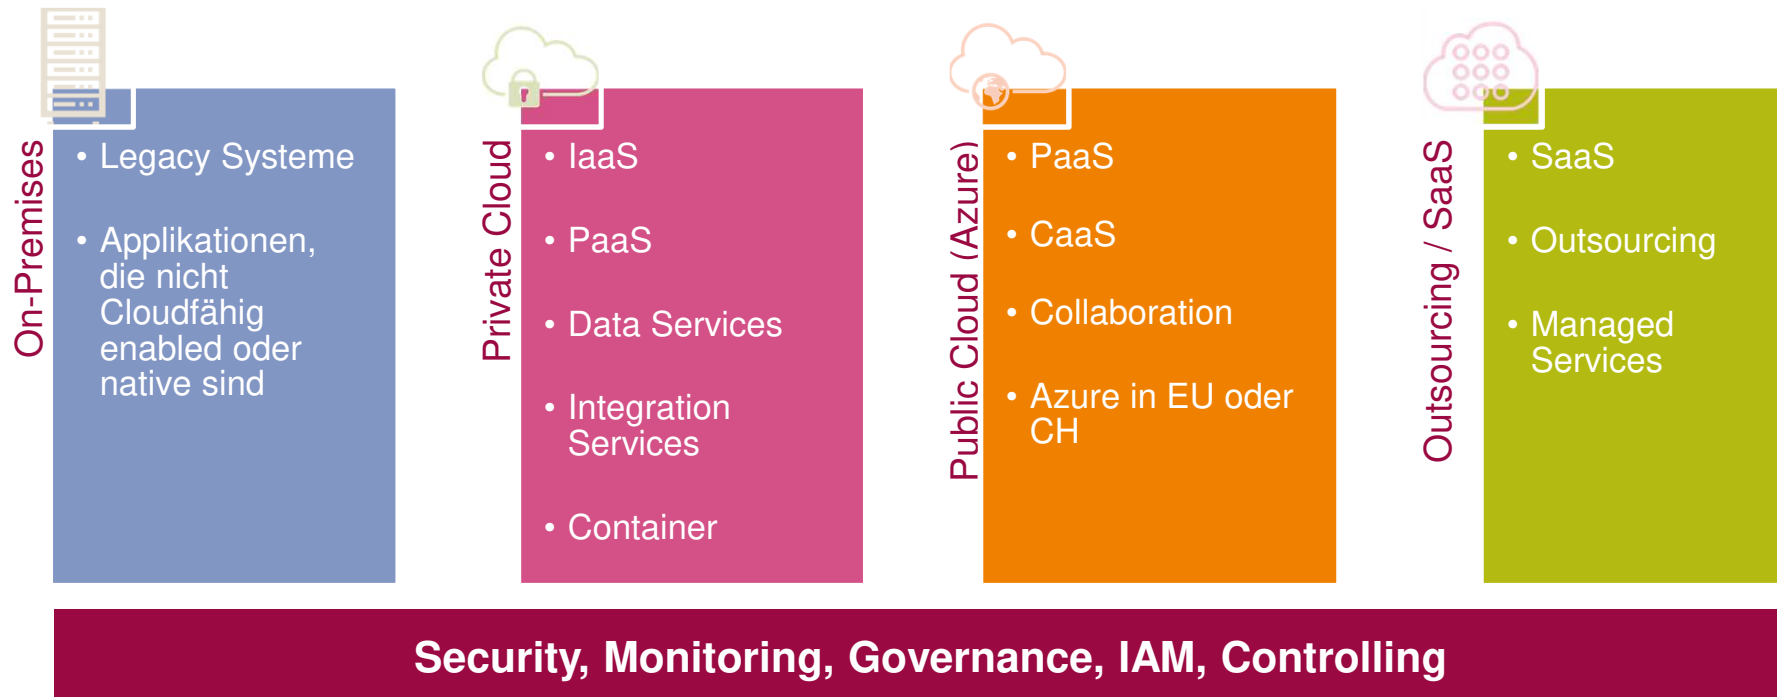 On-Premises
• Legacy Systeme
• Applikationen,
die nicht
Cloudfähig
enabled oder
native sind
Private Cloud
• IaaS
• PaaS
• Data Services
• Integration
Services
• Container
Public Cloud (Azure)
• PaaS
• CaaS
• Collaboration
• Azure in EU oder
CH
Outsourcing / SaaS
• SaaS
• Outsourcing
• Managed
Services
Security, Monitoring, Governance, IAM, Controlling